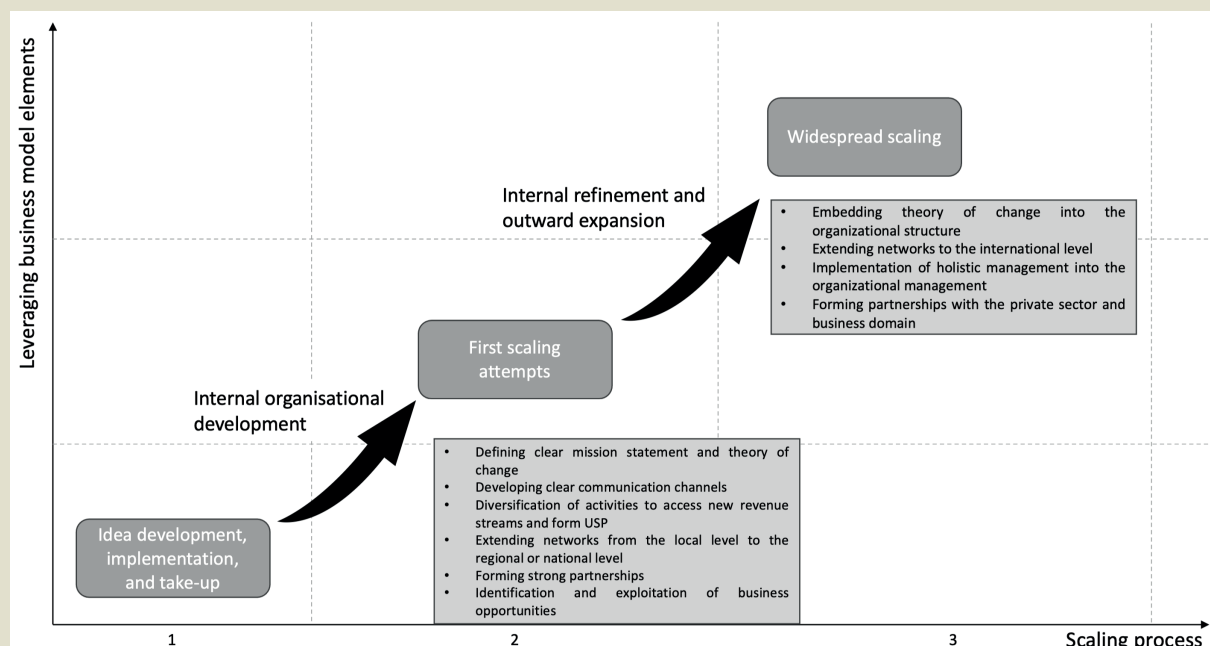 Leveraging business model elements
Widespread scaling
Internal refinement and
outward expansion
• Embedding theory of change into the
organizational structure
• Extending networks to the international level
• Implementation of holistic management into the
organizational management
• Forming partnerships with the private sector and
business domain
First scaling
attempts
Internal organisational
development
• Defining clear mission statement and theory of
change
• Developing clear communication channels
• Diversification of activities to access new revenue
streams and form USP
• Extending networks from the local level to the
regional or national level
• Forming strong partnerships
• Identification and exploitation of business
opportunities
Idea development,
implementation,
and take-up
1
2
3
Scaling process